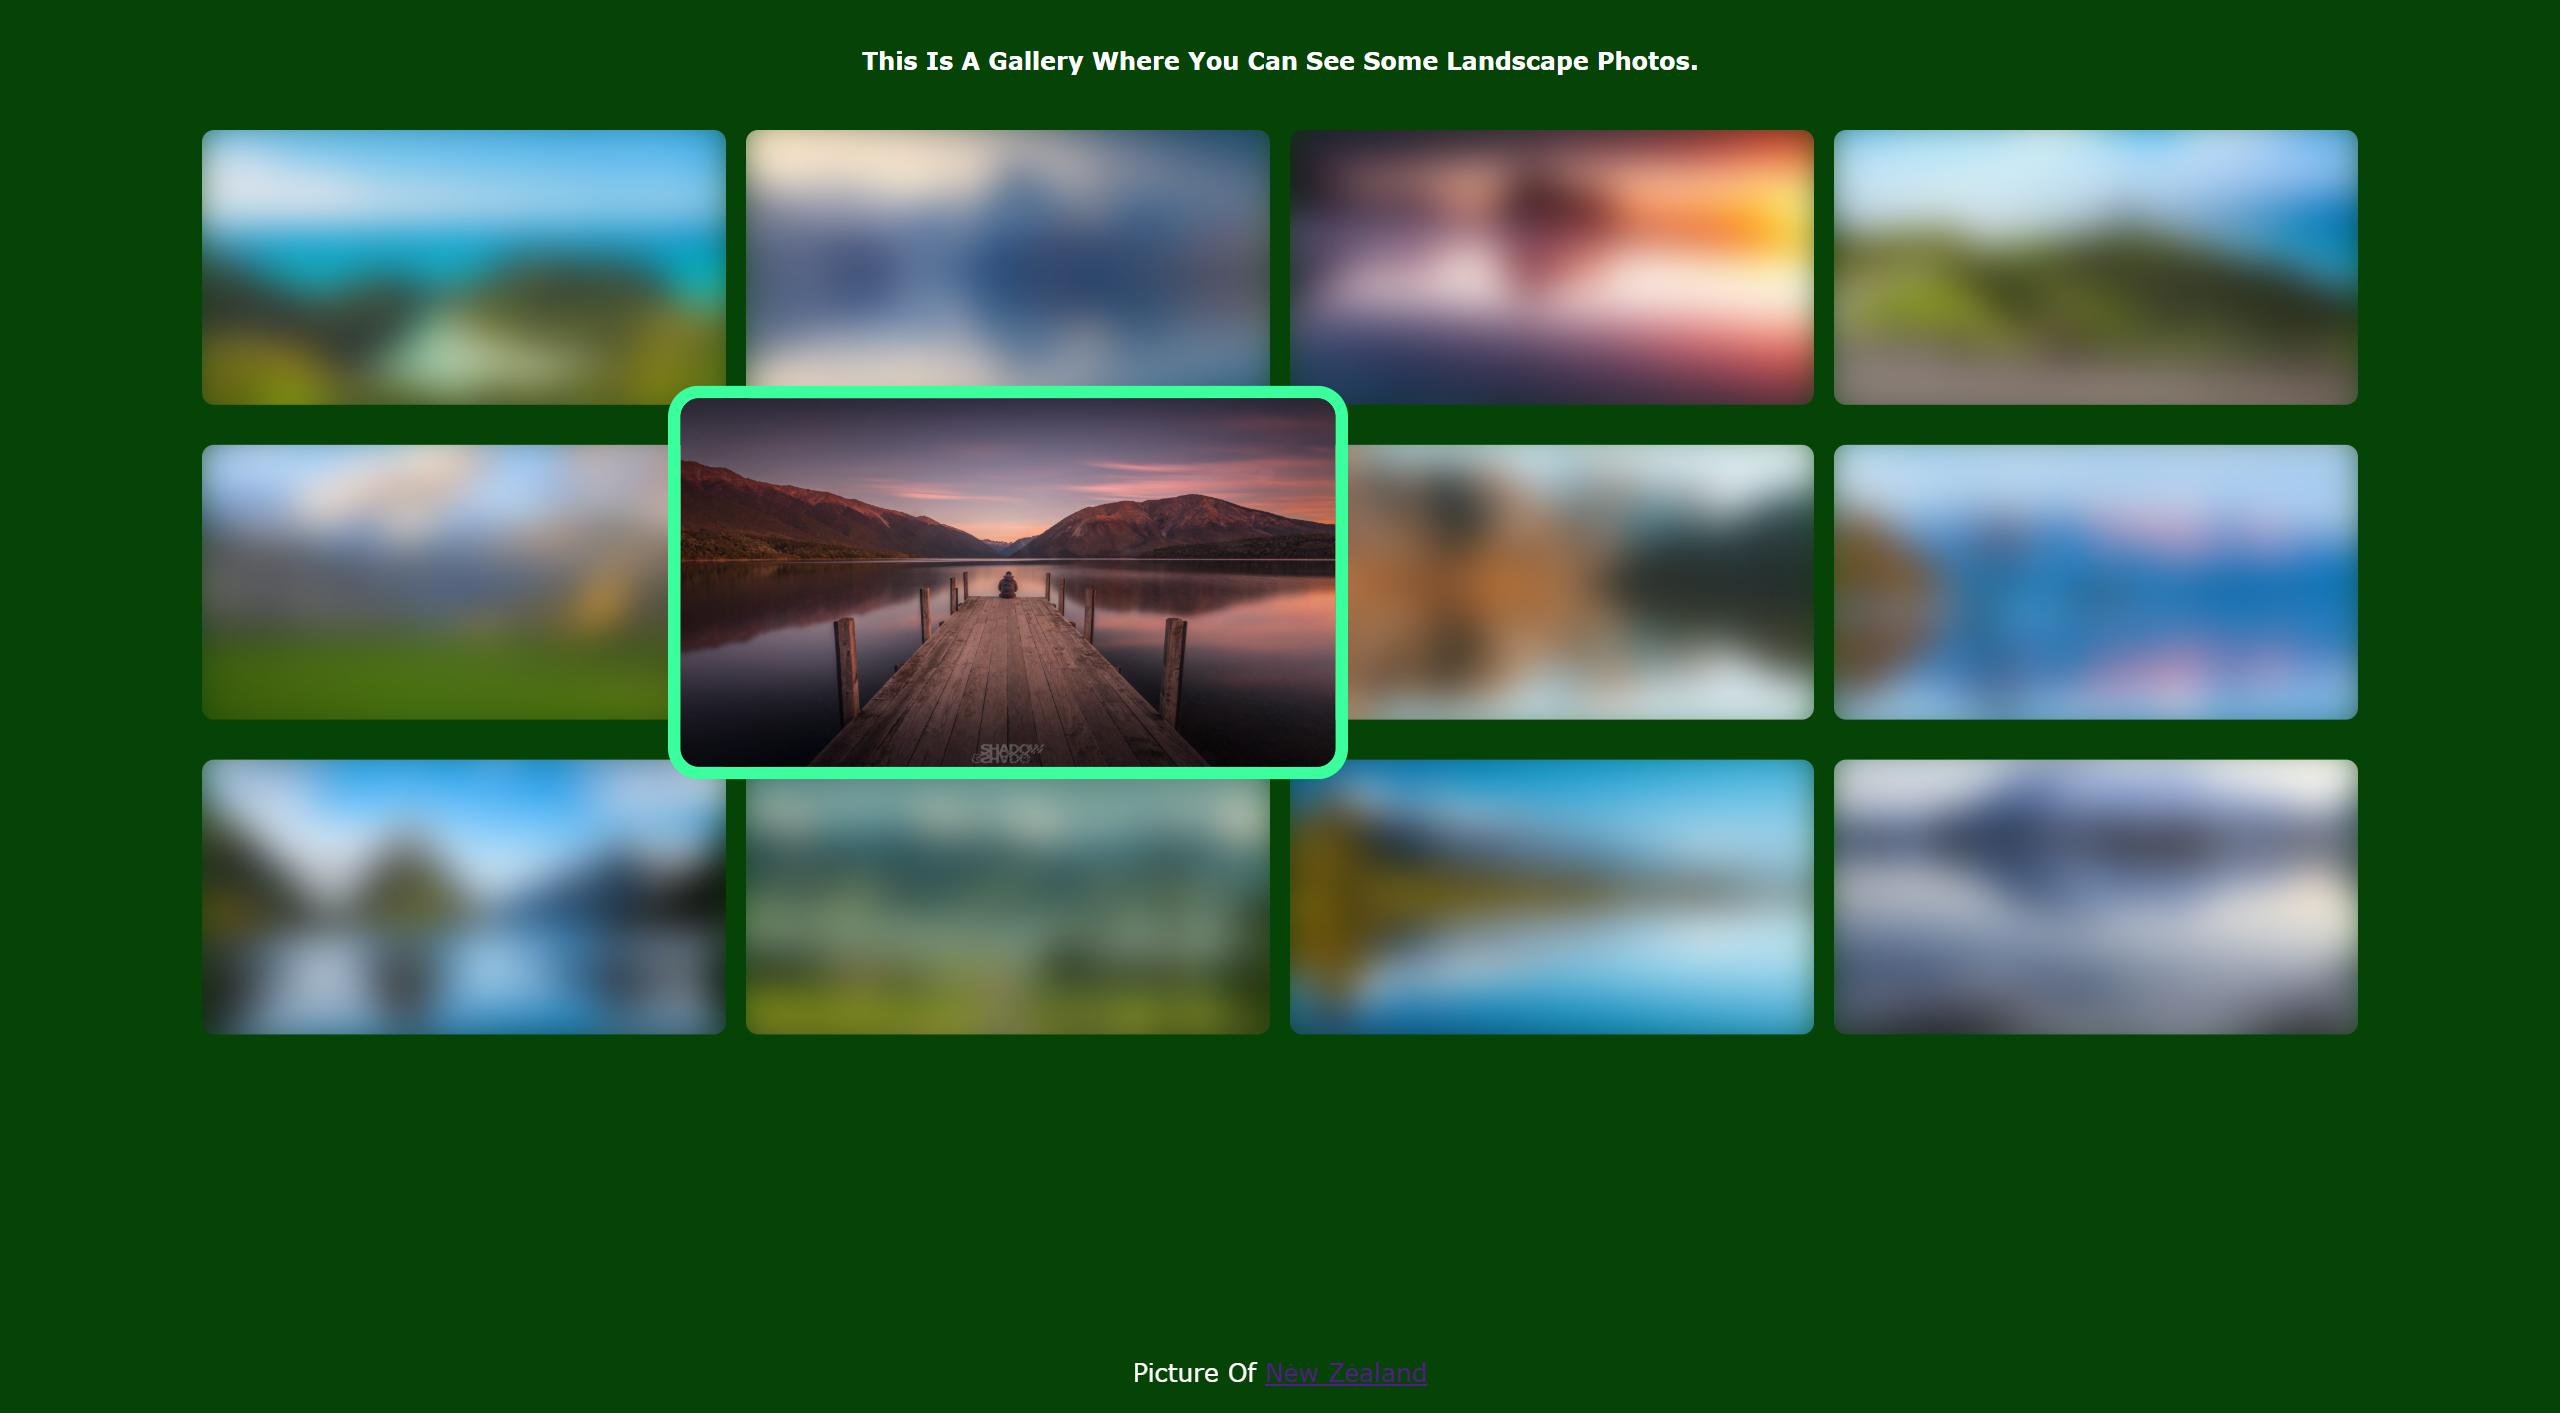 This Is A Gallery Where You Can See Some Landscape Photos.
SHADOW
Picture Of New Zealand